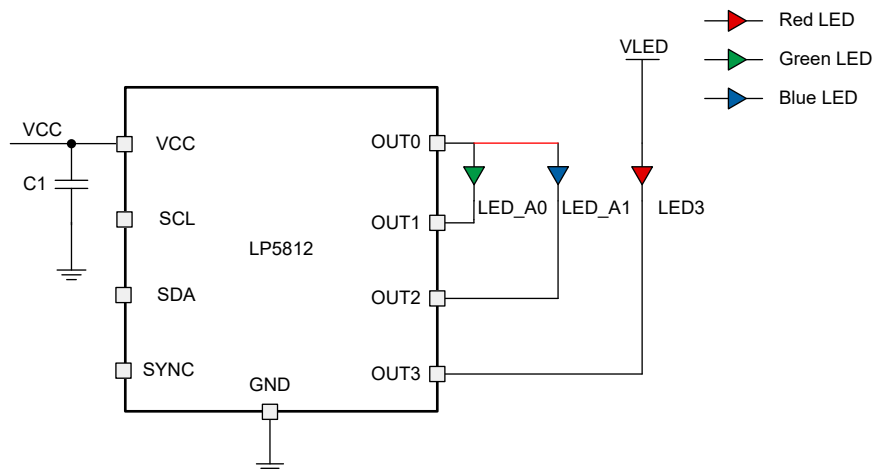 Red LED
VLED
Green LED
Blue LED
VCC
VCC
OUT0
C1
LED_A0
LED_A1
LED3
SCL
OUT1
LP5812
SDA
OUT2
SYNC
OUT3
GND